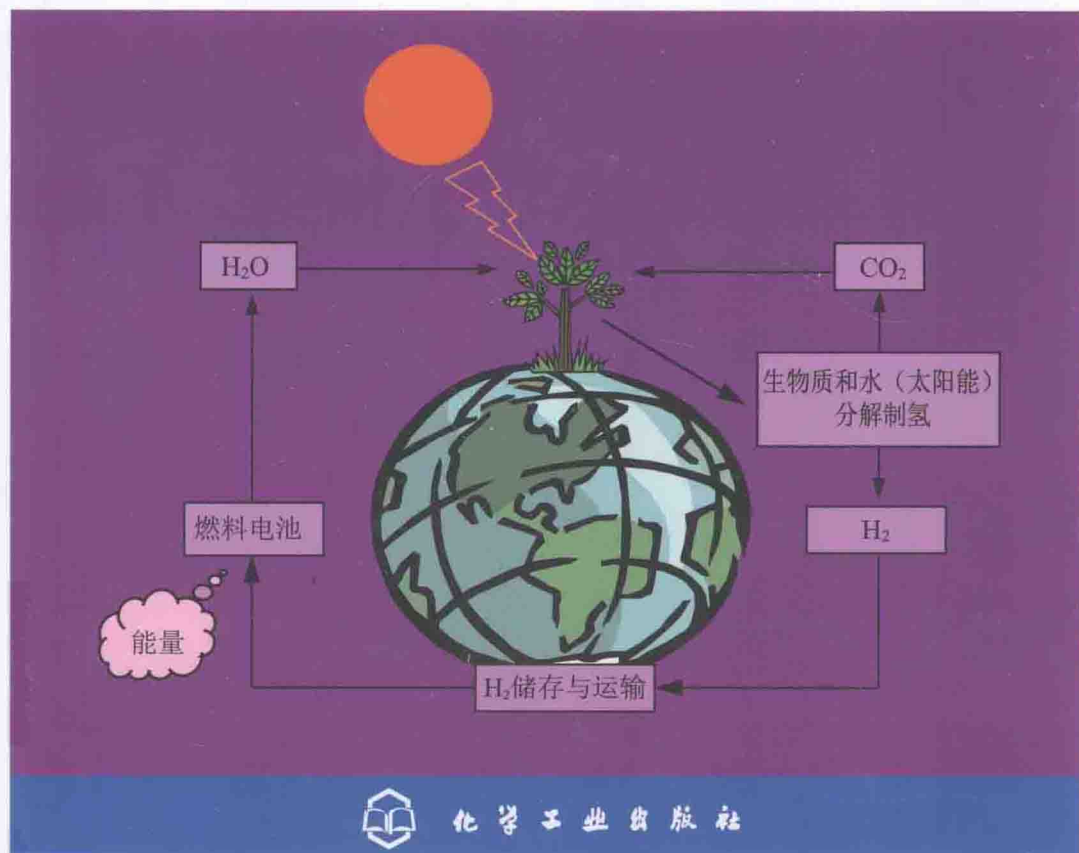 H₂O
CO₂
生物质和水（太阳能）
分解制氢
燃料电池
H₂
能量
H₂储存与运输
化学工业出版社